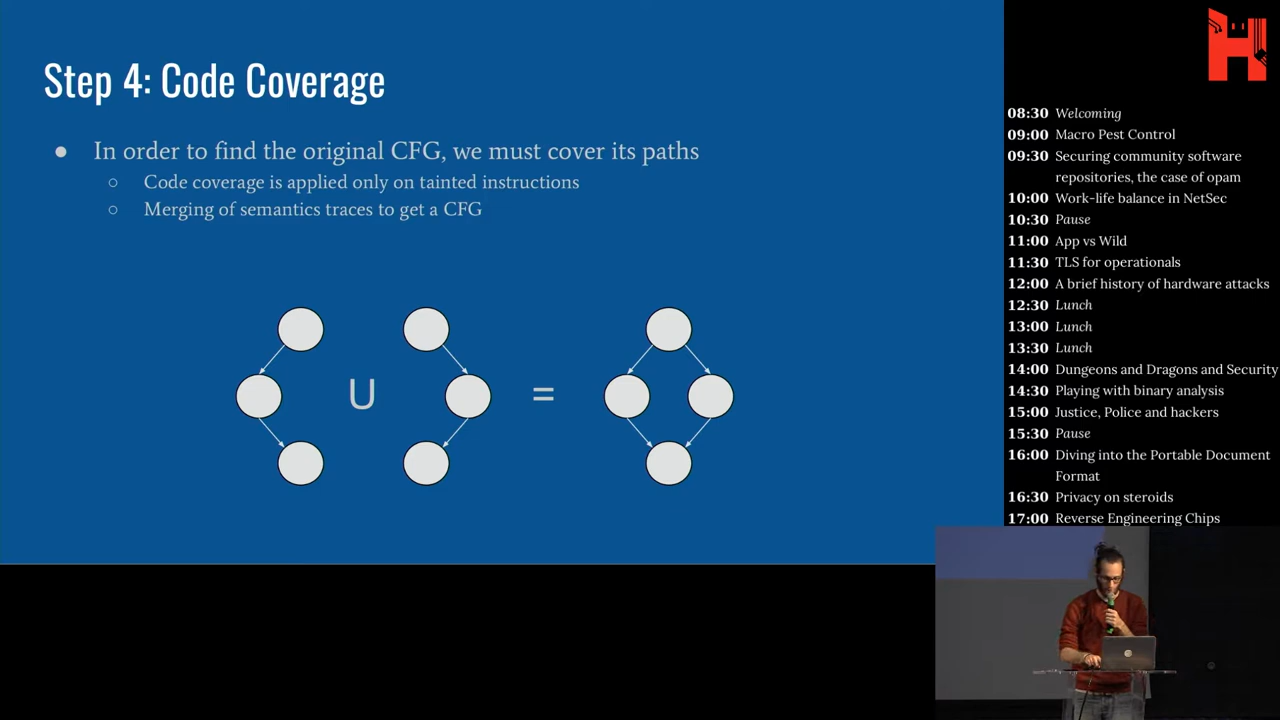 Step 4: Code Coverage
● In order to find the original CFG, we must cover its paths
○ Code coverage is applied only on tainted instructions
○ Merging of semantics traces to get a CFG
U =
08:30 Welcoming
09:00 Macro Pest Control
09:30 Securing community software
repositories, the case of opam
10:00 Work-life balance in NetSec
10:30 Pause
11:00 App vs Wild
11:30 TLS for operationals
12:00 A brief history of hardware attacks
12:30 Lunch
13:00 Lunch
13:30 Lunch
14:00 Dungeons and Dragons and Security
14:30 Playing with binary analysis
15:00 Justice, Police and hackers
15:30 Pause
16:00 Diving into the Portable Document
Format
16:30 Privacy on steroids
17:00 Reverse Engineering Chips